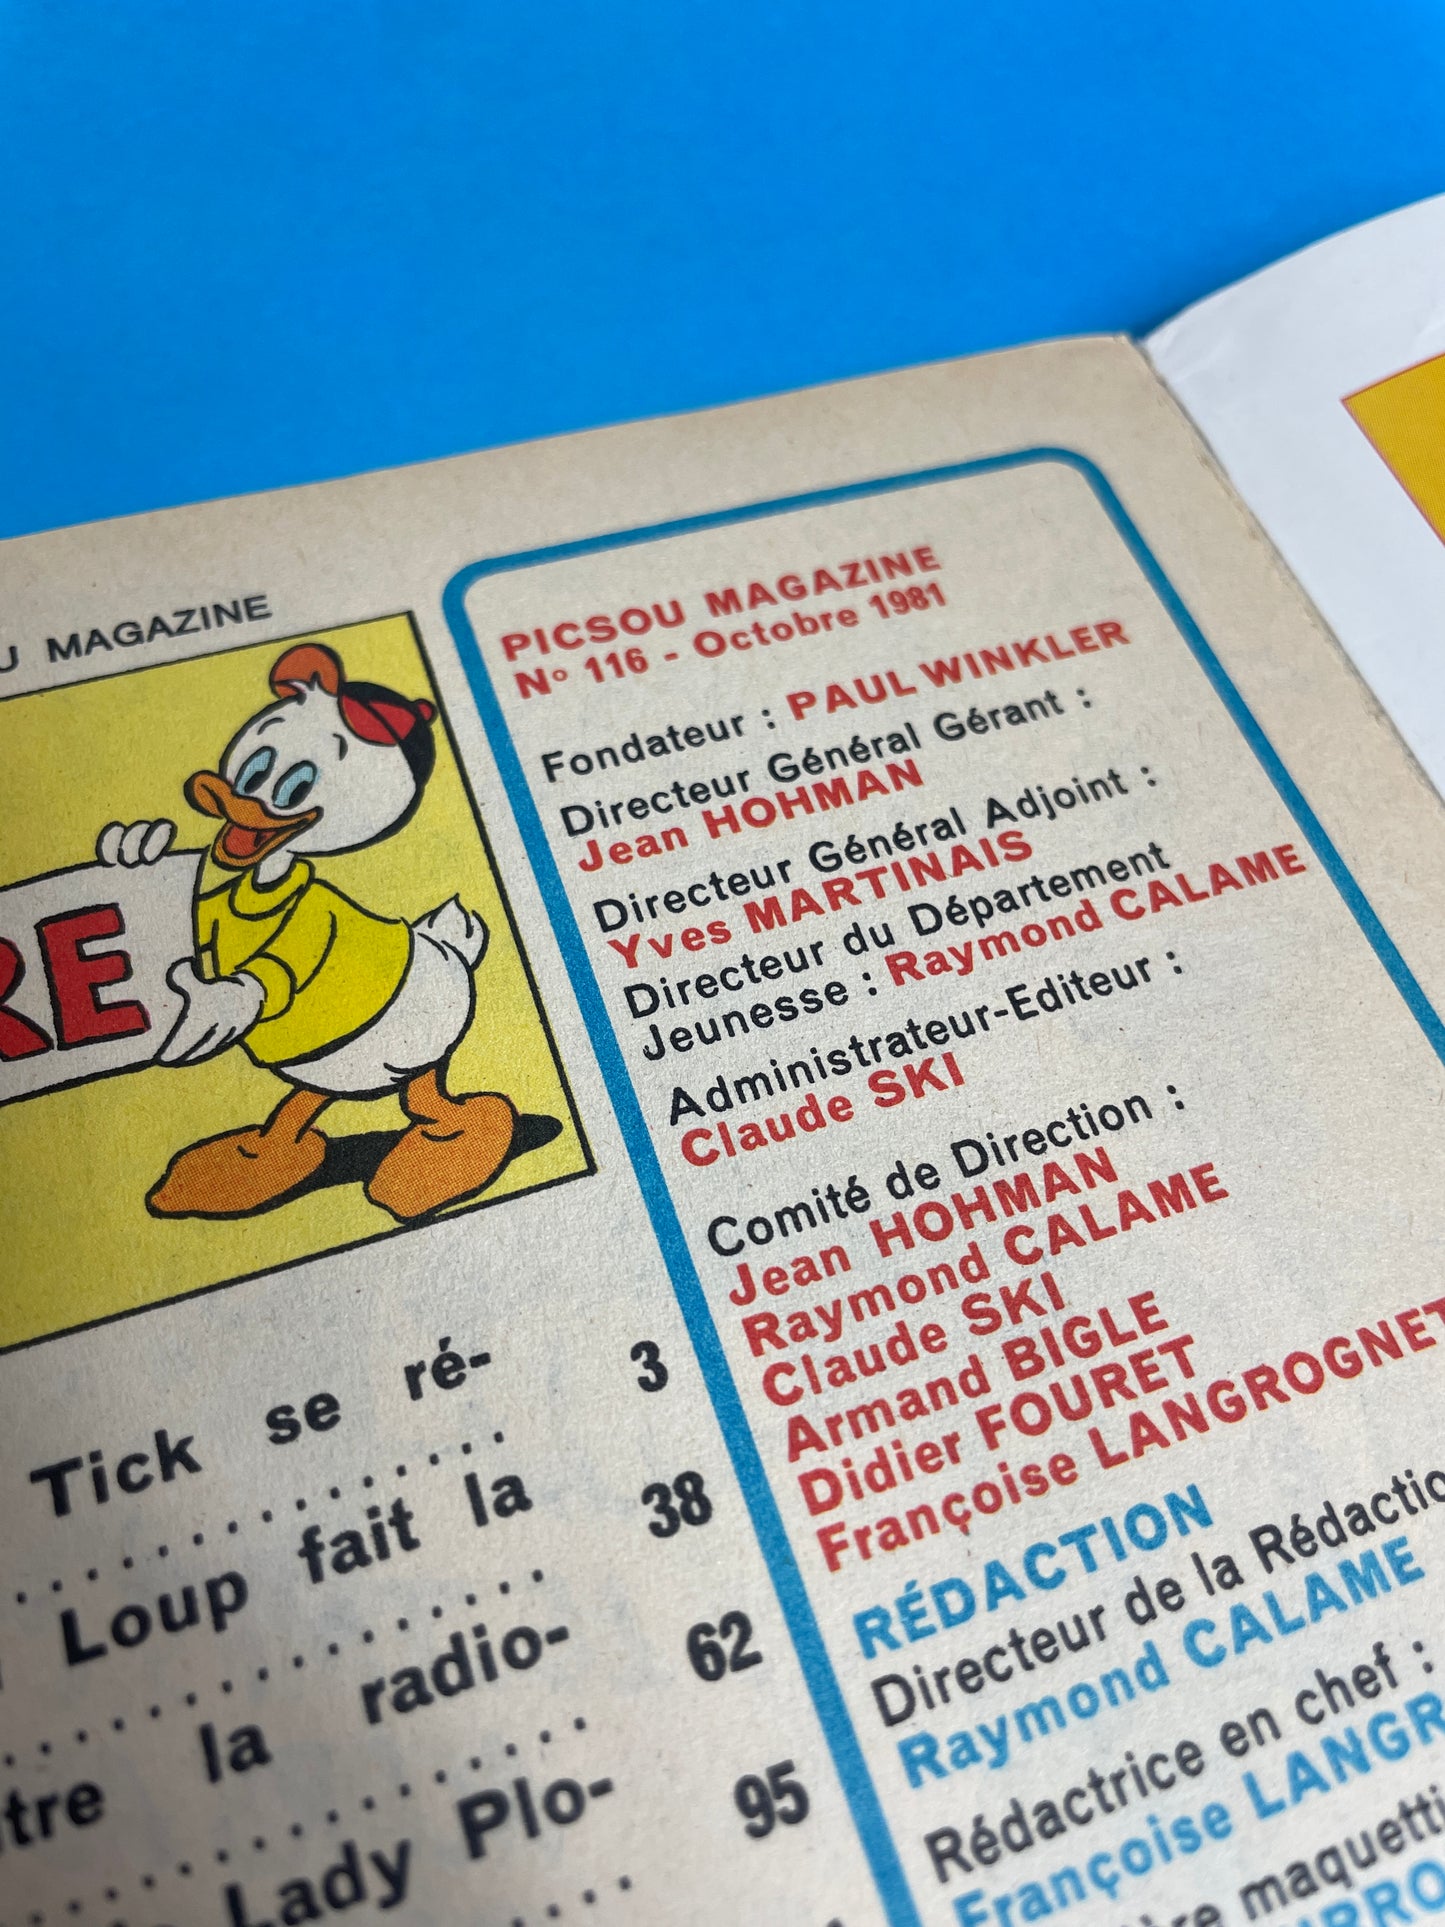 MAGAZINE
RE
Tick se ré- 3
Loup fait la 38
la radio- 62
Lady Plo- 95
PICSOU MAGAZINE
No 116 - Octobre 1981
Fondateur : PAUL WINKLER
Directeur Général Gérant :
Jean HOHMAN
Directeur Général Adjoint :
Yves MARTINAIS
Directeur du Département
Jeunesse : Raymond CALAME
Administrateur-Editeur :
Claude SKI
Comité de Direction :
Jean HOHMAN
Raymond CALAME
Claude SKI
Armand BIGLE
Didier FOURET
Françoise LANGROGNET
RÉDACTION
Directeur de la Rédactio
Raymond CALAME
Rédactrice en chef :
Françoise LANGR
maquetti